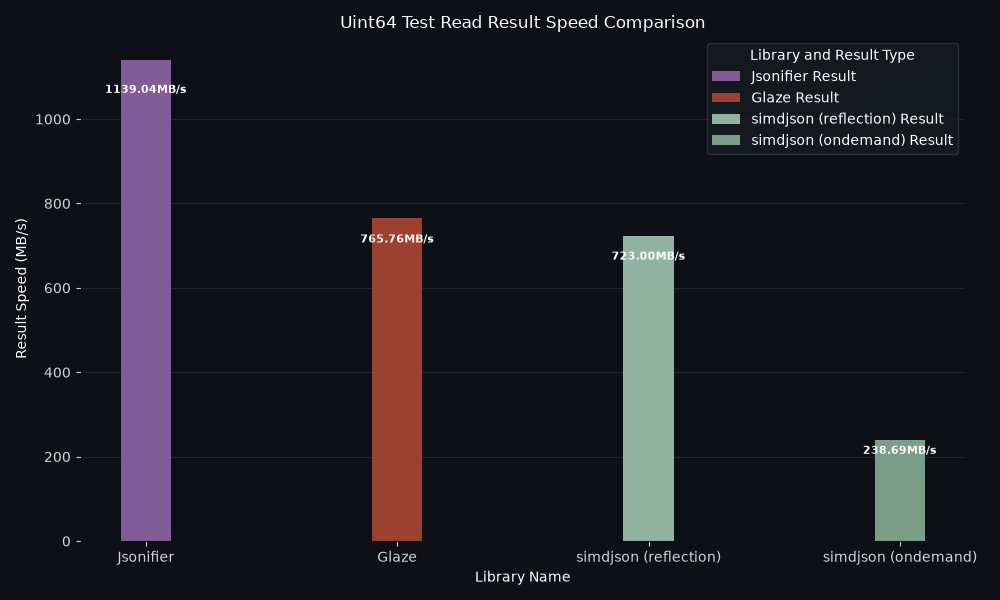 Uint64 Test Read Result Speed Comparison
Library and Result Type
Jsonifier Result
Glaze Result
simdjson (reflection) Result
simdjson (ondemand) Result
1139.04MB/s
765.76MB/s
723.00MB/s
238.69MB/s
Result Speed (MB/s)
1000
800
600
400
200
0
Jsonifier
Glaze
simdjson (reflection)
simdjson (ondemand)
Library Name